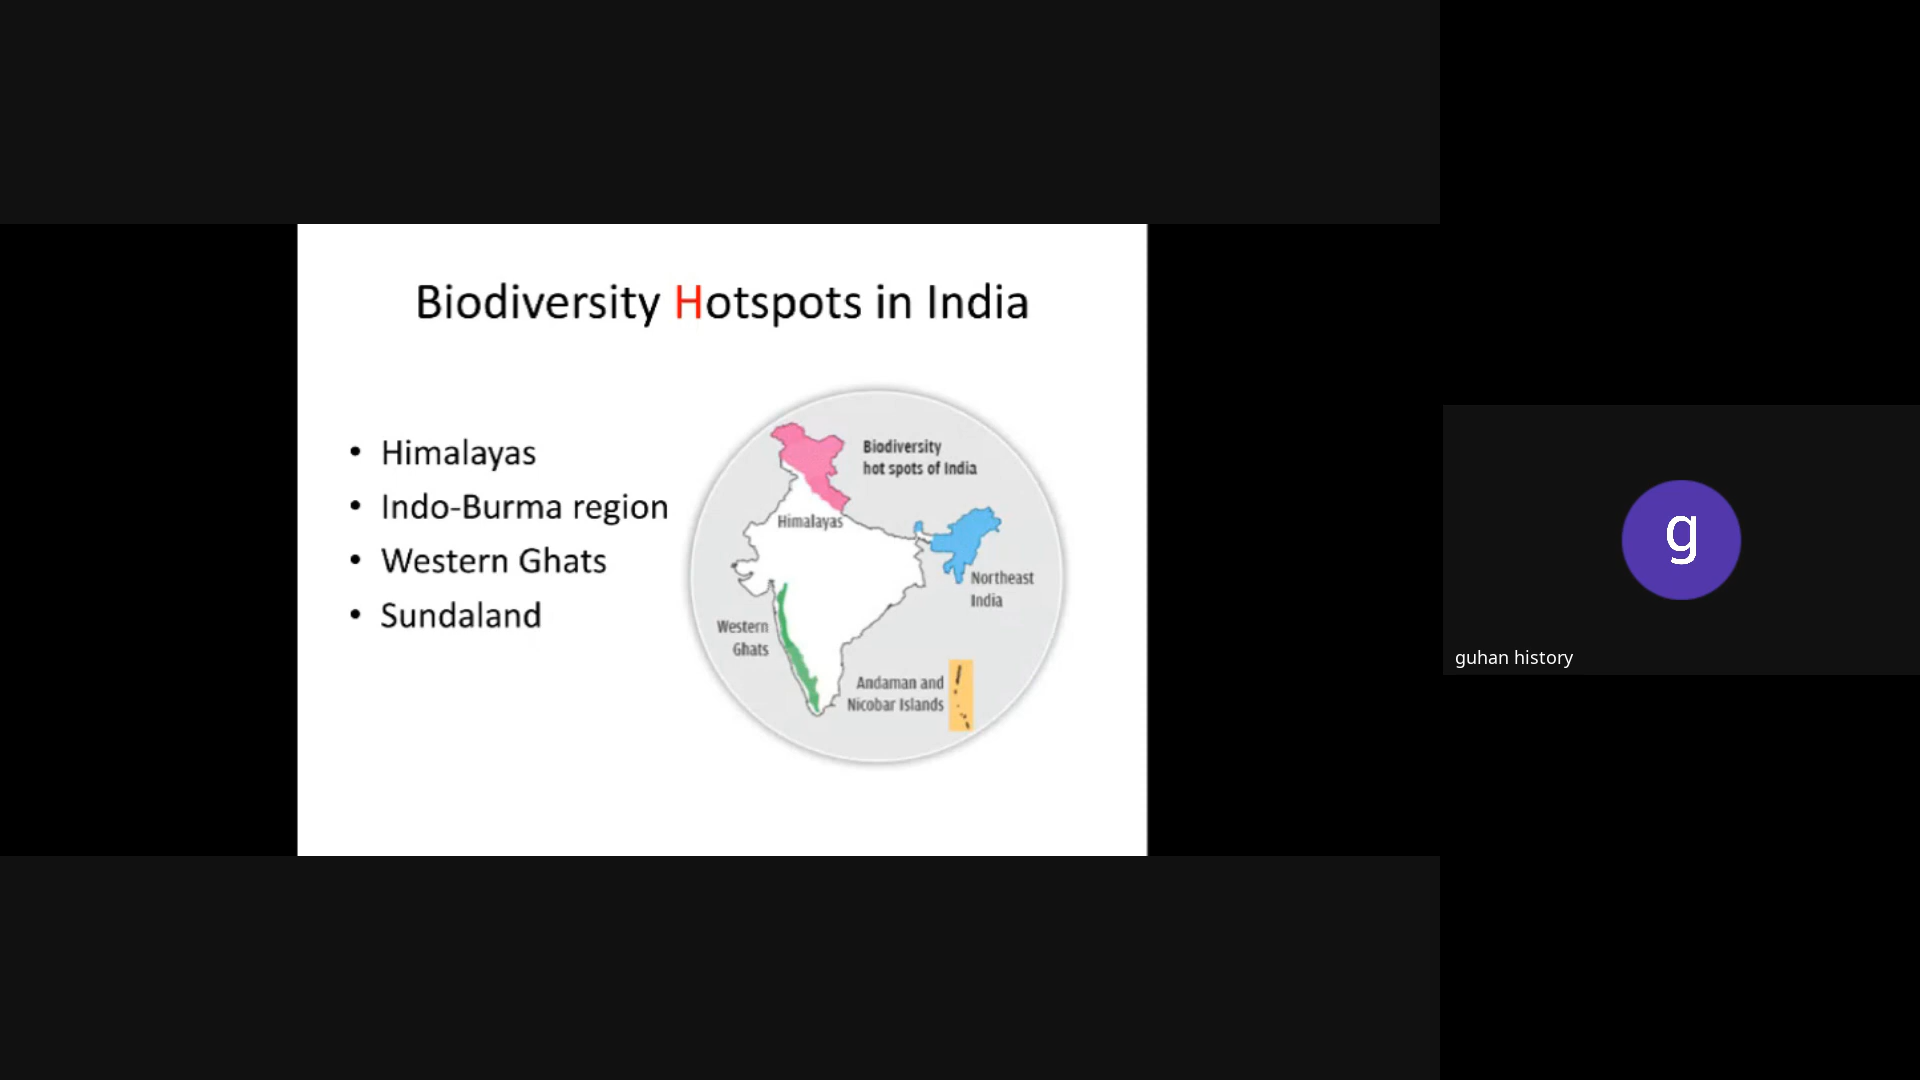 Biodiversity Hotspots in India
• Himalayas
• Indo-Burma region
• Western Ghats
• Sundaland
Biodiversity
hot spots of India
Himalayas
Northeast
India
Western
Ghats
Andaman and
Nicobar Islands
g
guhan history